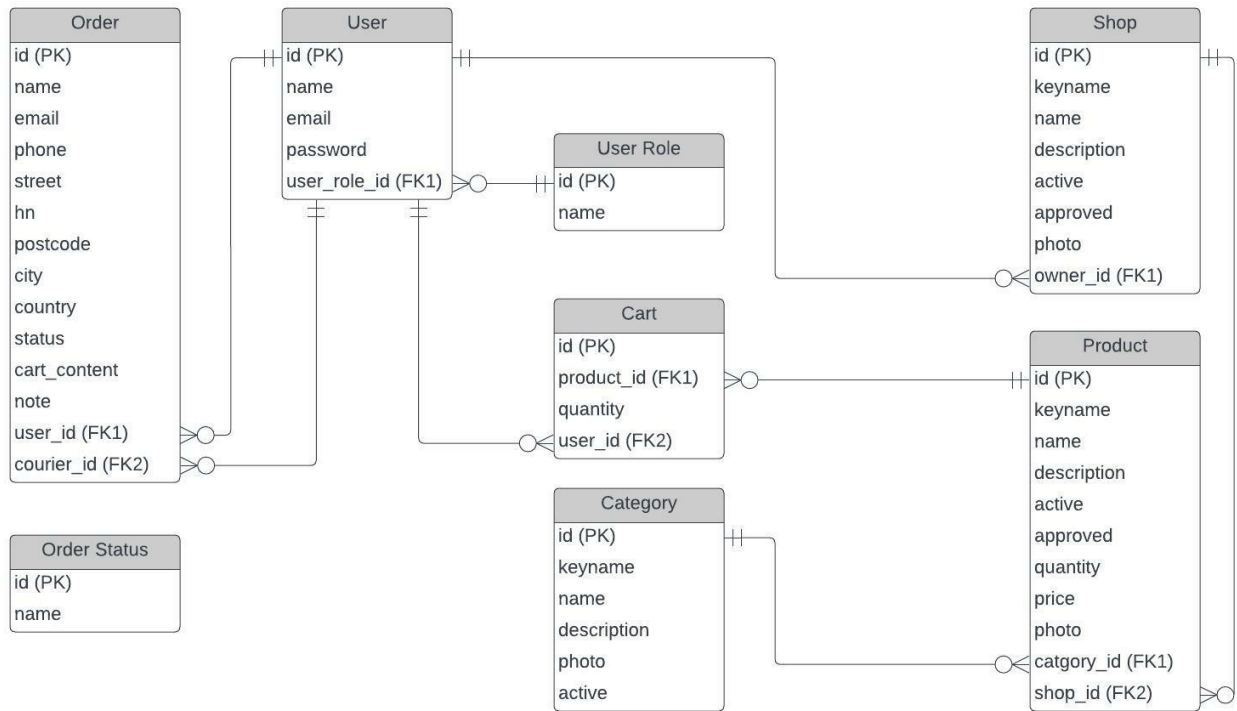 Order
id (PK)
name
email
phone
street
hn
postcode
city
country
status
cart_content
note
user_id (FK1)
courier_id (FK2)
Order Status
id (PK)
name
User
id (PK)
name
email
password
user_role_id (FK1)
User Role
id (PK)
name
Cart
id (PK)
product_id (FK1)
quantity
user_id (FK2)
Category
id (PK)
keyname
name
description
photo
active
Shop
id (PK)
keyname
name
description
active
approved
photo
owner_id (FK1)
Product
id (PK)
keyname
name
description
active
approved
quantity
price
photo
catgory_id (FK1)
shop_id (FK2)